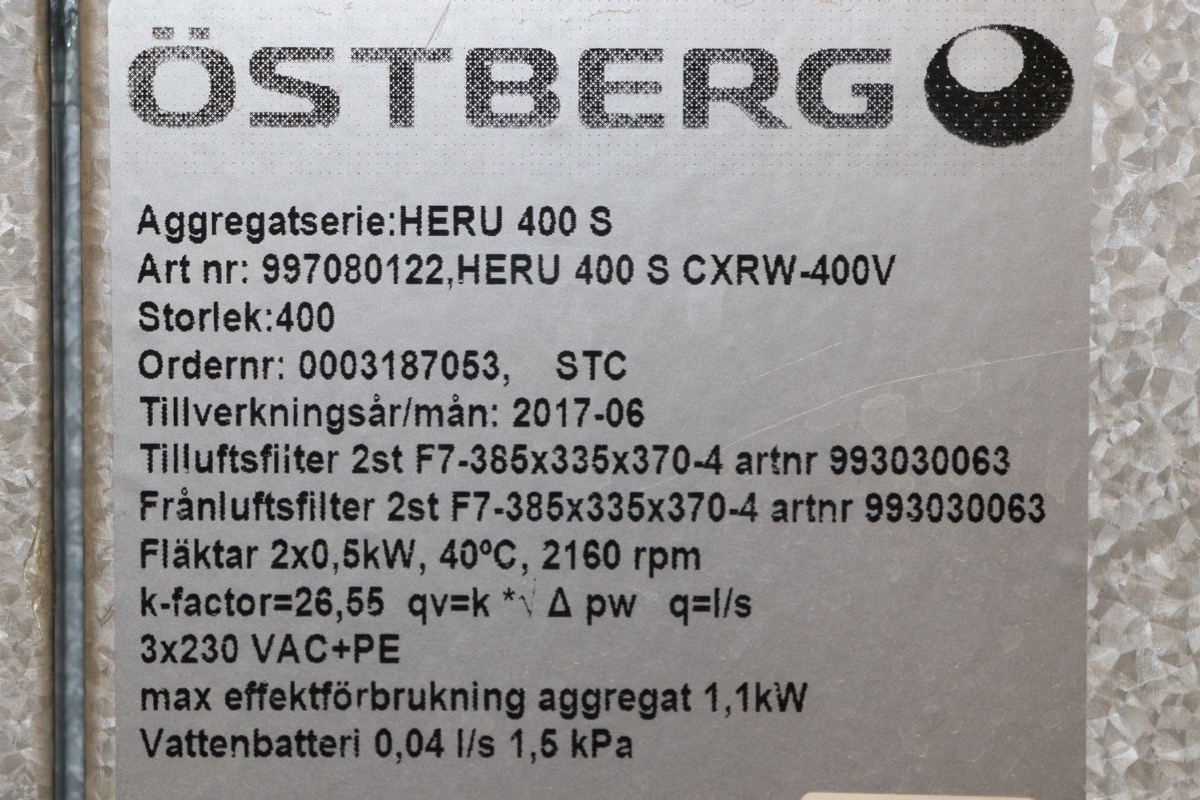 ÖSTBERG
Aggregatserie:HERU 400 S
Art nr: 997080122,HERU 400 S CXRW-400V
Storlek:400
Ordernr: 0003187053, STC
Tillverkningsår/mån: 2017-06
Tilluftsfilter 2st F7-385x335x370-4 artnr 993030063
Frånluftsfilter 2st F7-385x335x370-4 artnr 993030063
Fläktar 2x0,5kW, 40ºC, 2160 rpm
k-factor=26,55 qv=k *√ Δ pw q=l/s
3x230 VAC+PE
max effektförbrukning aggregat 1,1kW
Vattenbatteri 0,04 l/s 1,5 kPa